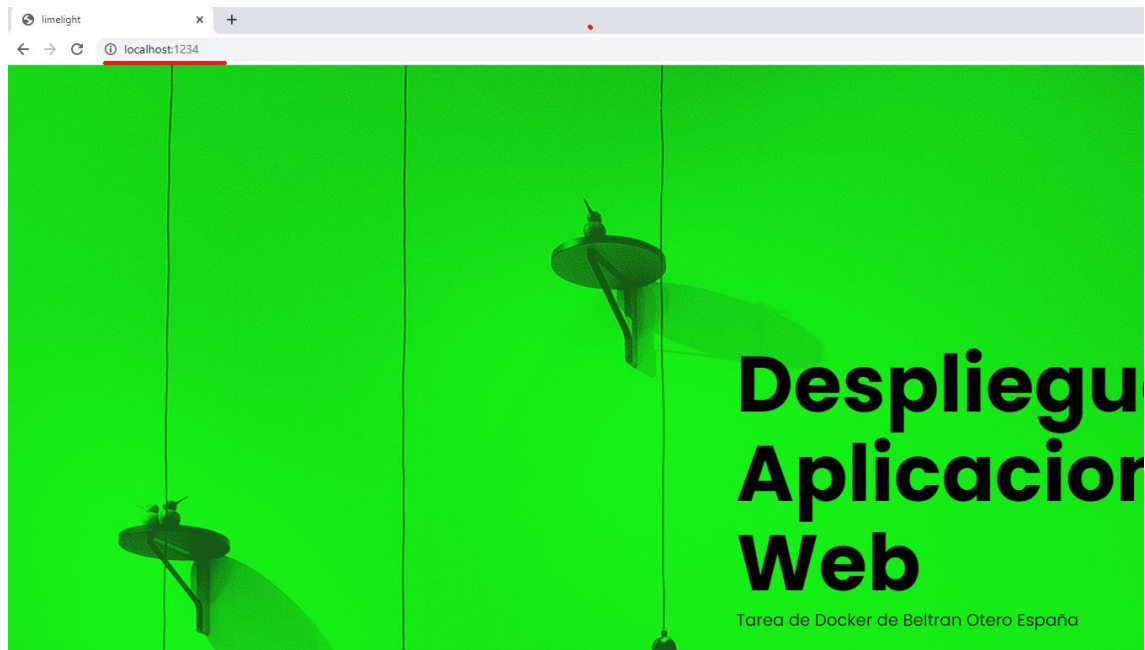 limelight
localhost:1234
Despliegu
Aplicacion
Web
Tarea de Docker de Beltran Otero España